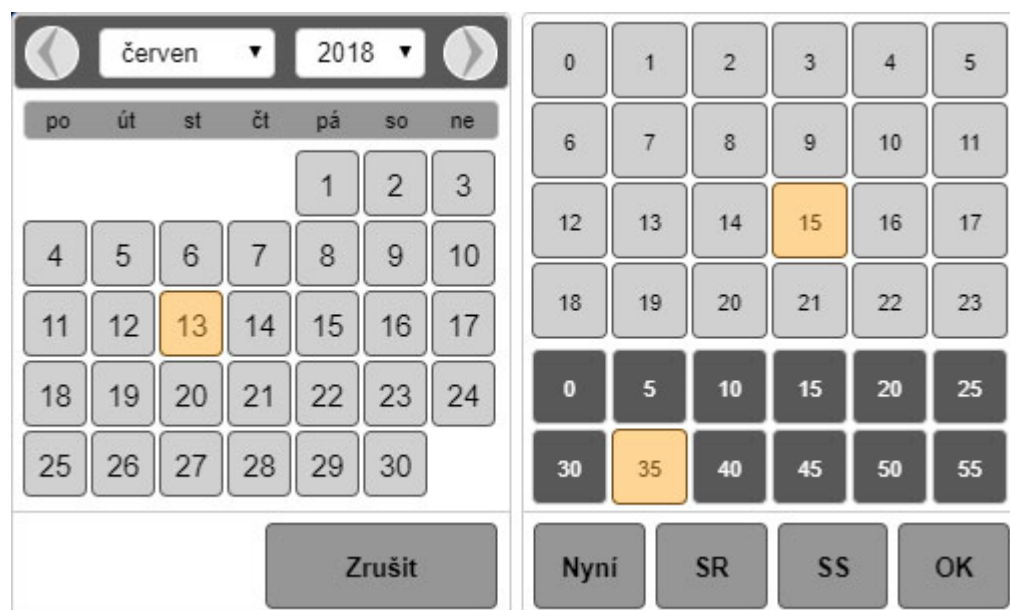 červen 2018
po út st čt pá so ne
1 2 3
4 5 6 7 8 9 10
11 12 13 14 15 16 17
18 19 20 21 22 23 24
25 26 27 28 29 30
Zrušit
0 1 2 3 4 5
6 7 8 9 10 11
12 13 14 15 16 17
18 19 20 21 22 23
0 5 10 15 20 25
30 35 40 45 50 55
Nyní SR SS OK